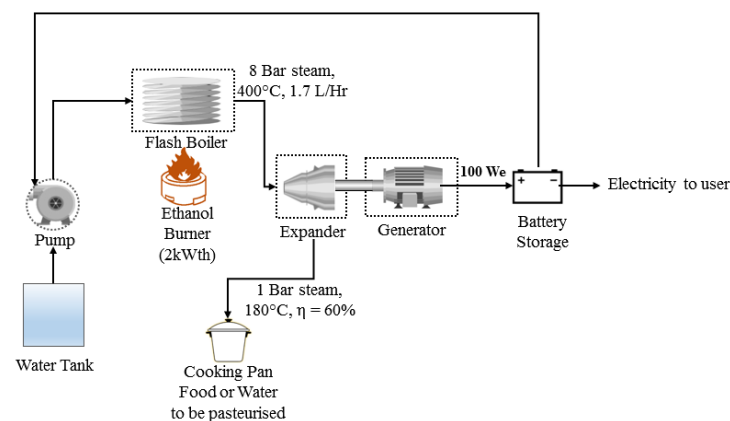 8 Bar steam,
400°C, 1.7 L/Hr
Flash Boiler
Ethanol
Burner
(2kWth)
Pump
Water Tank
Expander
Generator
100 We
+ −
Battery
Storage
Electricity to user
1 Bar steam,
180°C, η = 60%
Cooking Pan
Food or Water
to be pasteurised